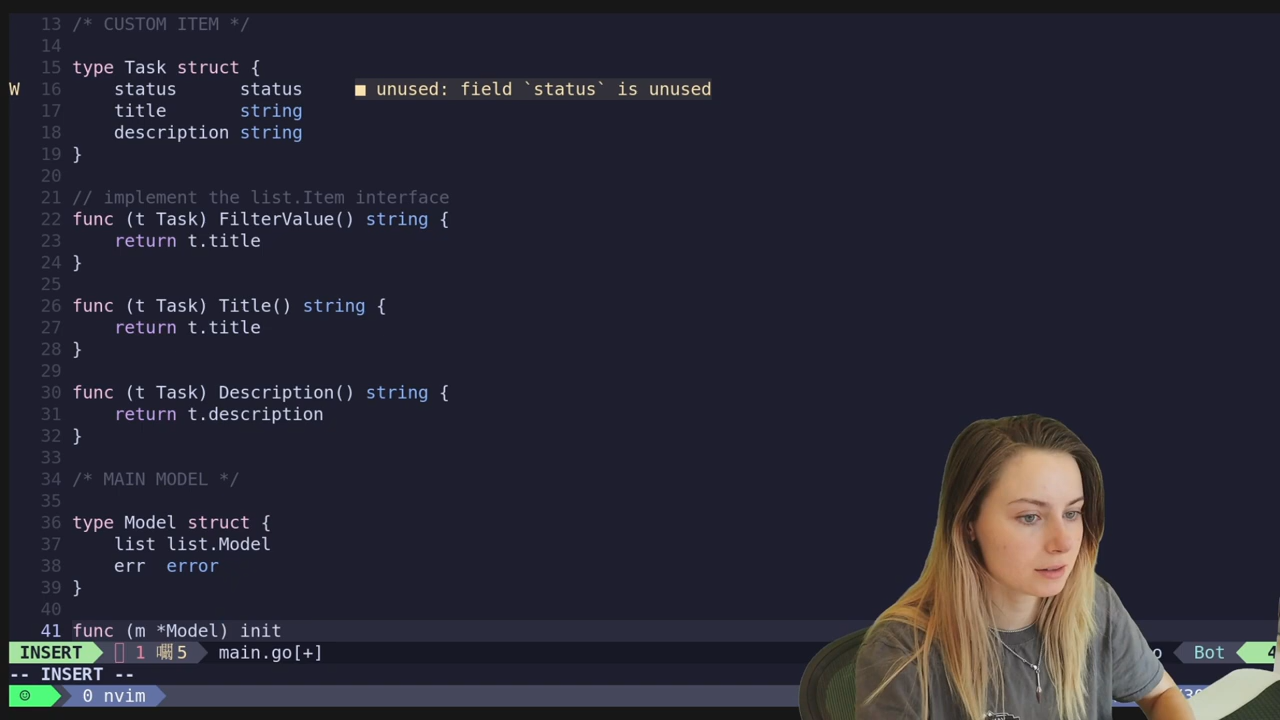 13 /* CUSTOM ITEM */
14
15 type Task struct {
W 16     status      status     ■ unused: field `status` is unused
17     title       string
18     description string
19 }
20
21 // implement the list.Item interface
22 func (t Task) FilterValue() string {
23     return t.title
24 }
25
26 func (t Task) Title() string {
27     return t.title
28 }
29
30 func (t Task) Description() string {
31     return t.description
32 }
33
34 /* MAIN MODEL */
35
36 type Model struct {
37     list list.Model
38     err  error
39 }
40
41 func (m *Model) init
INSERT 1 5 main.go[+] Bot
-- INSERT --
0 nvim